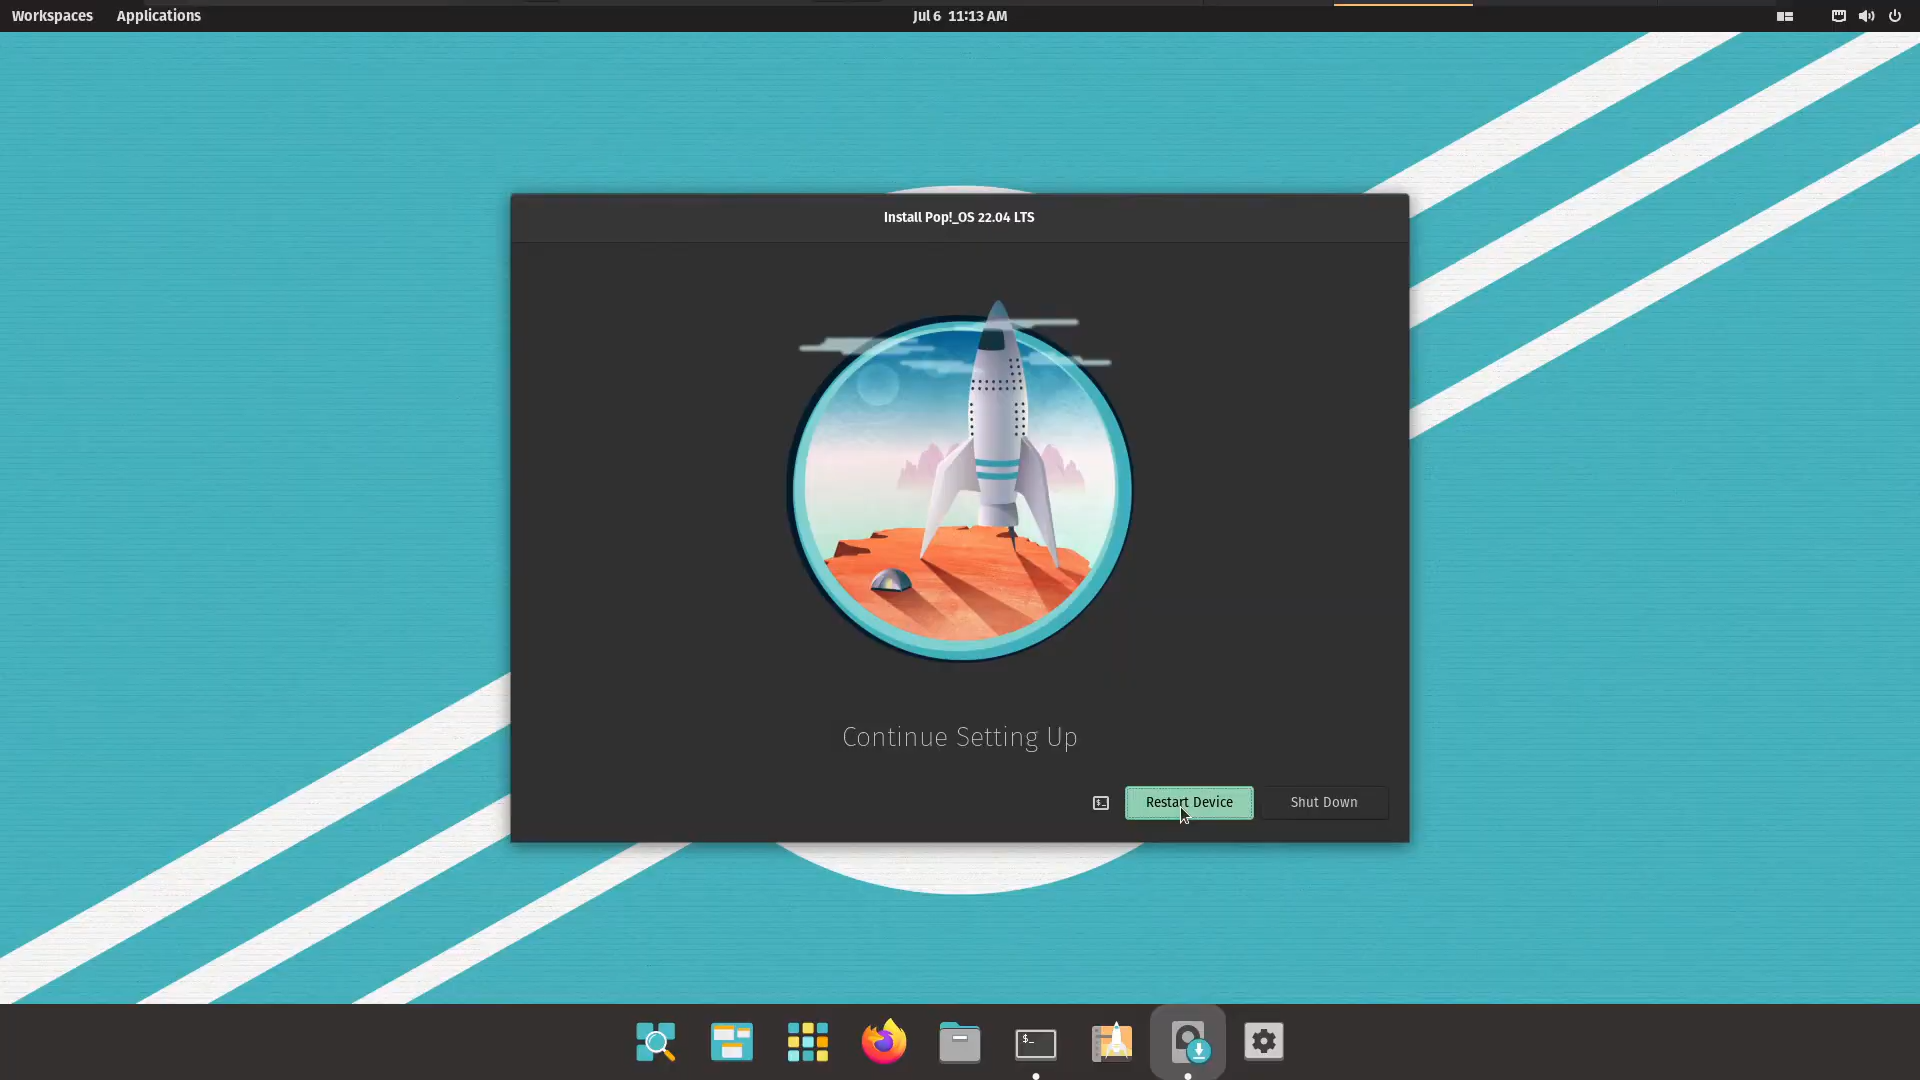 Workspaces Applications Jul 6 11:13 AM
Install Pop!_OS 22.04 LTS
Continue Setting Up
$_ Restart Device Shut Down
$_